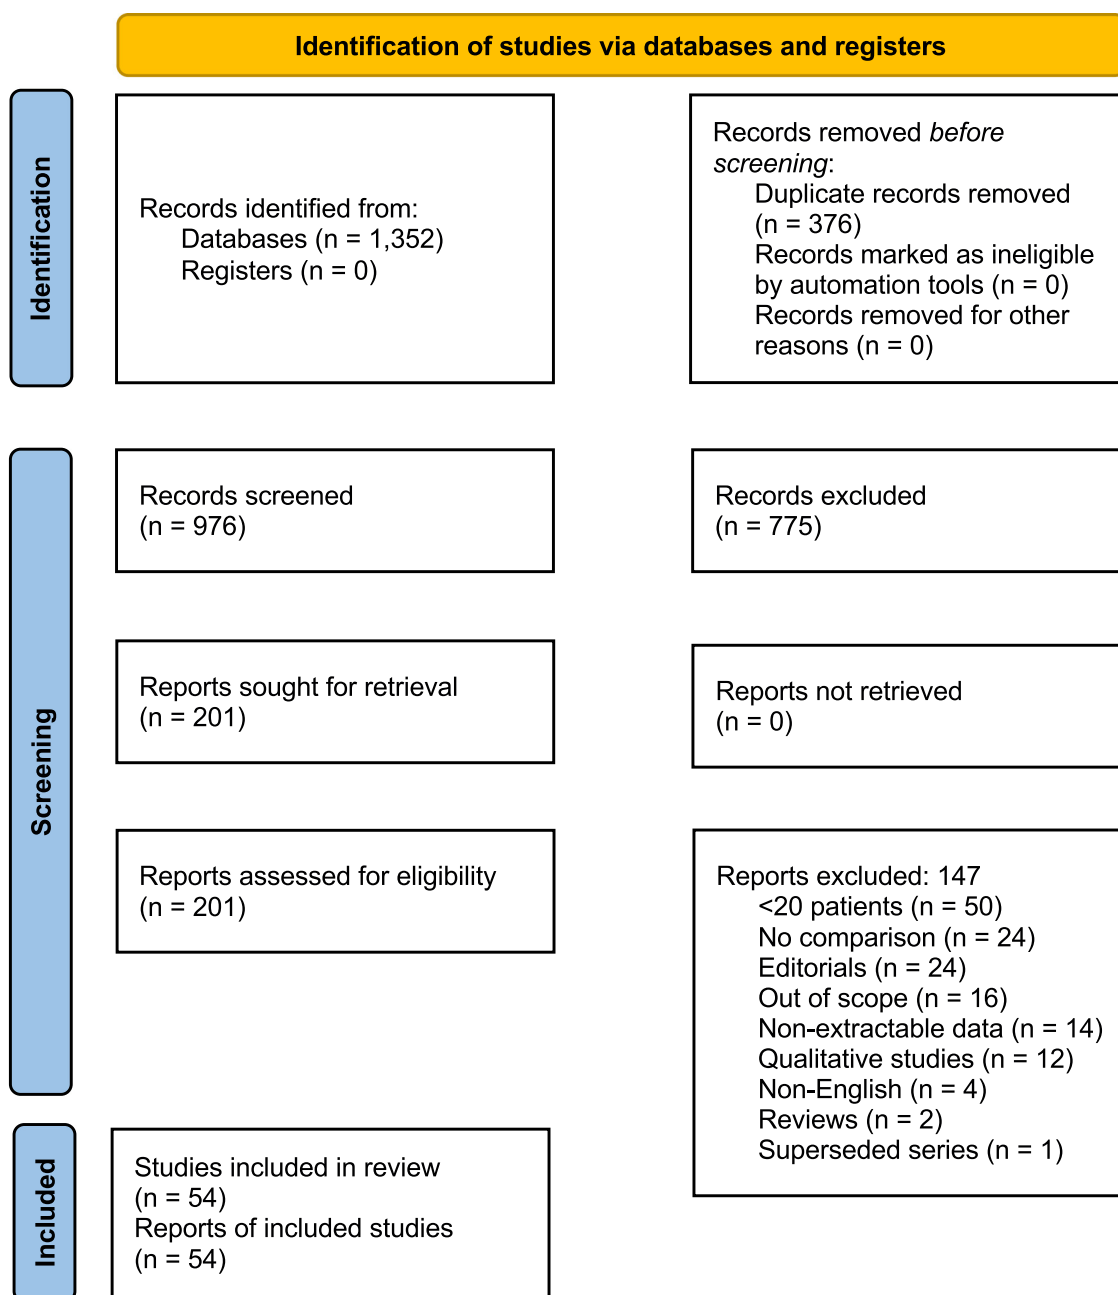 Identification of studies via databases and registers
Identification
Records identified from:
Databases (n = 1,352)
Registers (n = 0)
Records removed before
screening:
Duplicate records removed
(n = 376)
Records marked as ineligible
by automation tools (n = 0)
Records removed for other
reasons (n = 0)
Screening
Records screened
(n = 976)
Records excluded
(n = 775)
Reports sought for retrieval
(n = 201)
Reports not retrieved
(n = 0)
Reports assessed for eligibility
(n = 201)
Reports excluded: 147
<20 patients (n = 50)
No comparison (n = 24)
Editorials (n = 24)
Out of scope (n = 16)
Non-extractable data (n = 14)
Qualitative studies (n = 12)
Non-English (n = 4)
Reviews (n = 2)
Superseded series (n = 1)
Included
Studies included in review
(n = 54)
Reports of included studies
(n = 54)